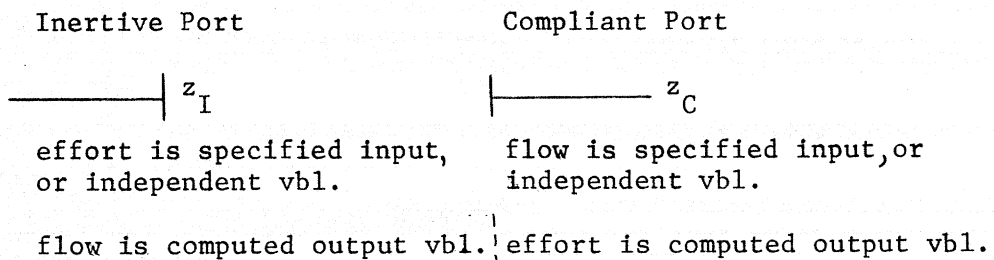 Inertive Port Compliant Port
z_I z_C
effort is specified input, flow is specified input, or
or independent vbl. independent vbl.
flow is computed output vbl. effort is computed output vbl.